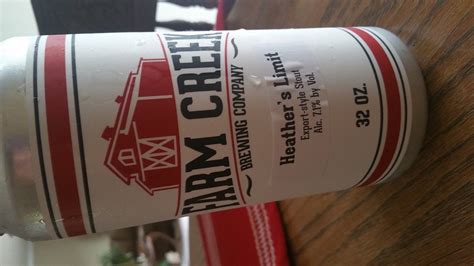 FARM CREEK
BREWING COMPANY
Heather's Limit
Export-style Stout
Alc. 7.1% by Vol.
32 OZ.